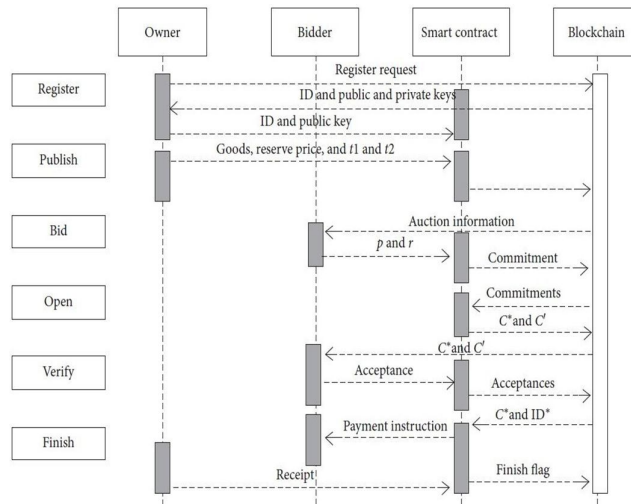 Owner
Bidder
Smart contract
Blockchain
Register
Register request
ID and public and private keys
ID and public key
Publish
Goods, reserve price, and t1 and t2
Bid
Auction information
p and r
Commitment
Open
Commitments
C* and C′
C* and C′
Verify
Acceptance
Acceptances
C* and ID*
Finish
Payment instruction
Receipt
Finish flag